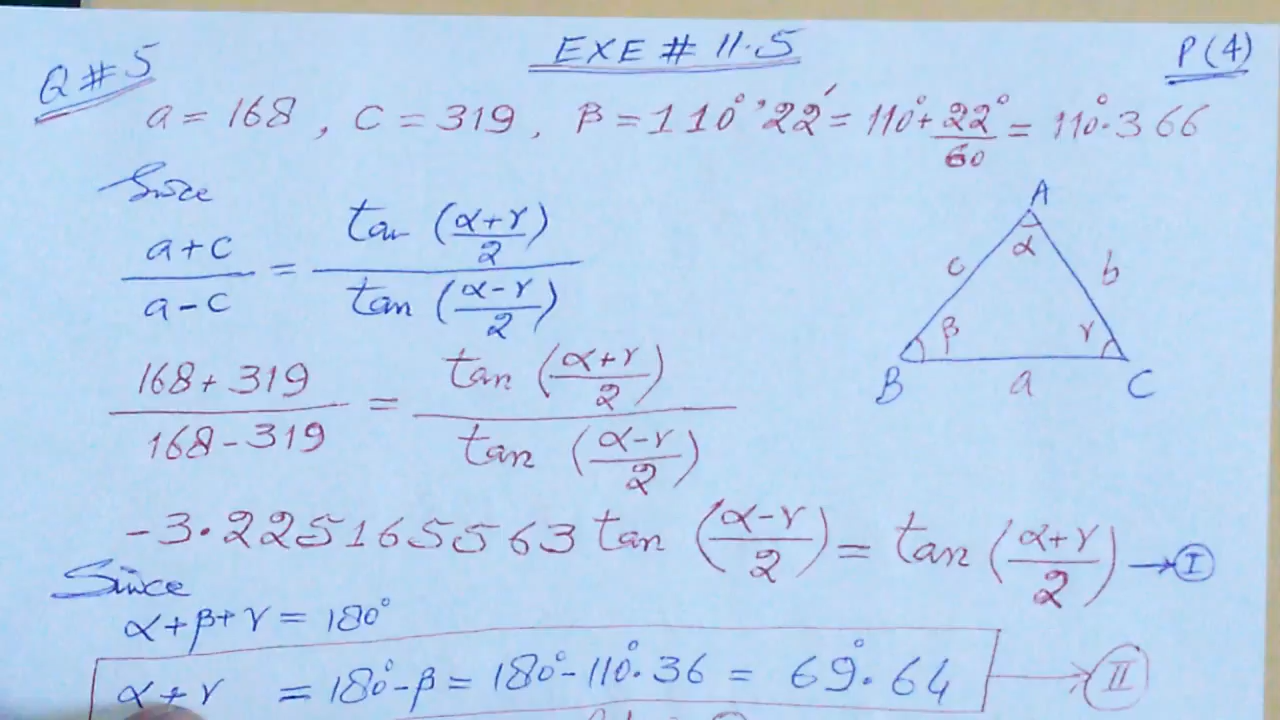 EXE # 11.5
P(4)
Q#5
a = 168 , C = 319 , β = 110° ’22′ = 110° + 22°/60 = 110°.366
Since
a+c/a-c = tan (α+γ/2)/tan (α-γ/2)
168+319/168-319 = tan (α+γ/2)/tan (α-γ/2)
-3.225165563 tan (α-γ/2) = tan (α+γ/2) → I
Since
α+β+γ = 180°
α+γ = 180°-β = 180°-110°.36 = 69°.64 → II
A
α
c
b
β
γ
B
a
C